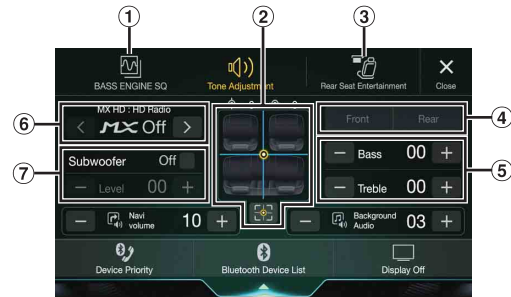 1
2
3
BASS ENGINE SQ
Tone Adjustment
Rear Seat Entertainment
Close
6
MX HD : HD Radio
< MX Off >
Front
Rear
4
7
Subwoofer Off
− Level 00 +
− Bass 00 +
− Treble 00 +
5
− Navi volume 10 +
− Background Audio 03 +
Device Priority
Bluetooth Device List
Display Off